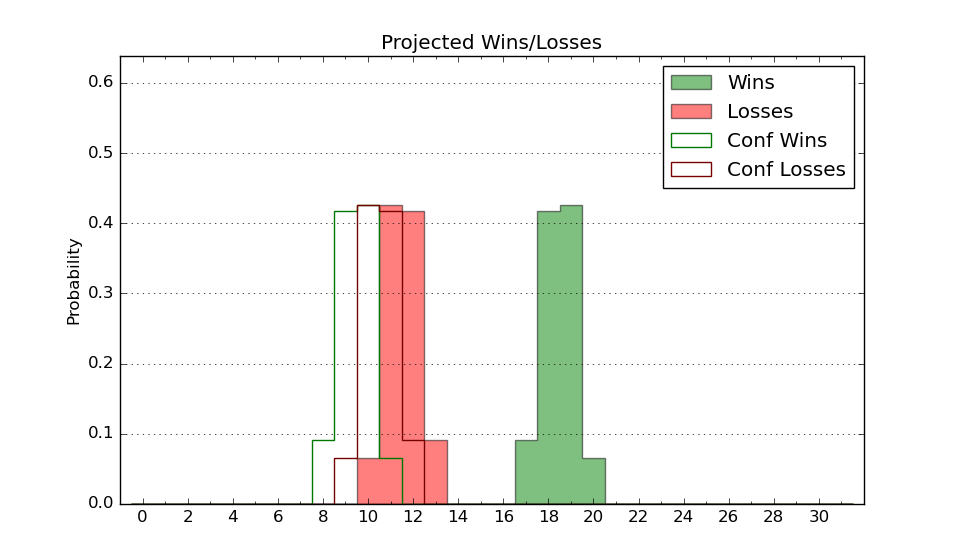 Projected Wins/Losses
Probability
0.6
0.5
0.4
0.3
0.2
0.1
0.0
Wins
Losses
Conf Wins
Conf Losses
0 2 4 6 8 10 12 14 16 18 20 22 24 26 28 30